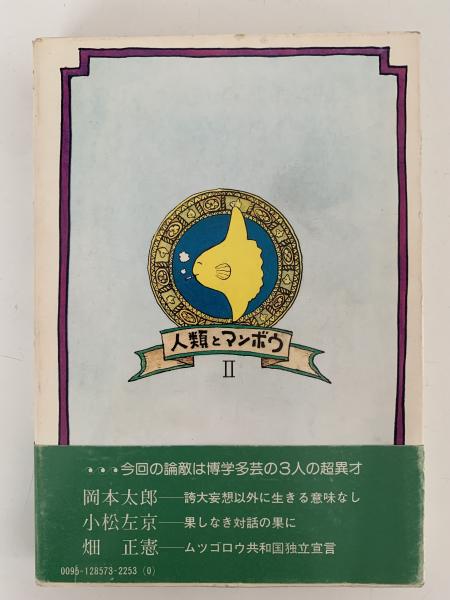 人類とマンボウ
II
・・・今回の論敵は博学多芸の3人の超異才
岡本太郎──誇大妄想以外に生きる意味なし
小松左京──果しなき対話の果に
畑 正憲──ムツゴロウ共和国独立宣言
0095-128573-2253 (0)